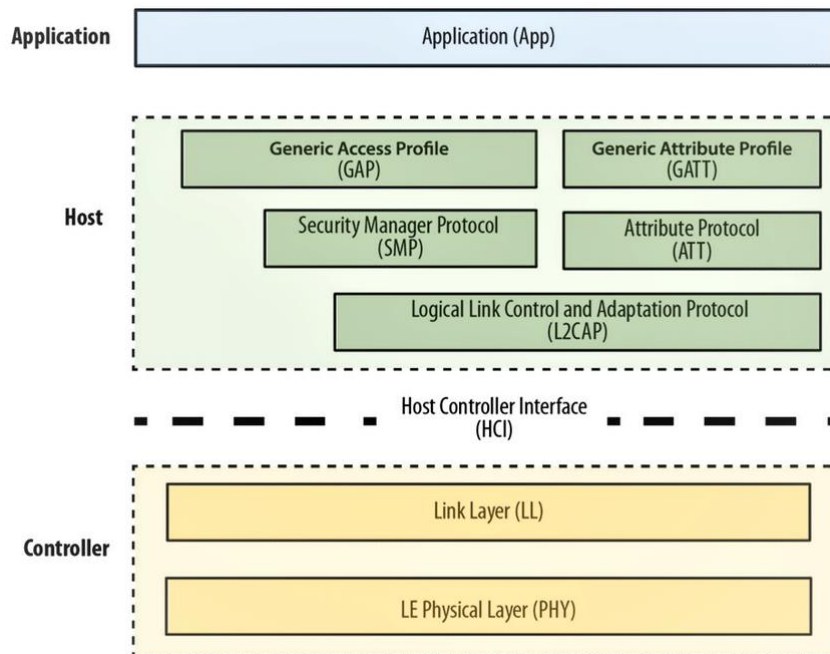 Application
Application (App)
Generic Access Profile
(GAP)
Generic Attribute Profile
(GATT)
Host
Security Manager Protocol
(SMP)
Attribute Protocol
(ATT)
Logical Link Control and Adaptation Protocol
(L2CAP)
Host Controller Interface
(HCI)
Link Layer (LL)
Controller
LE Physical Layer (PHY)